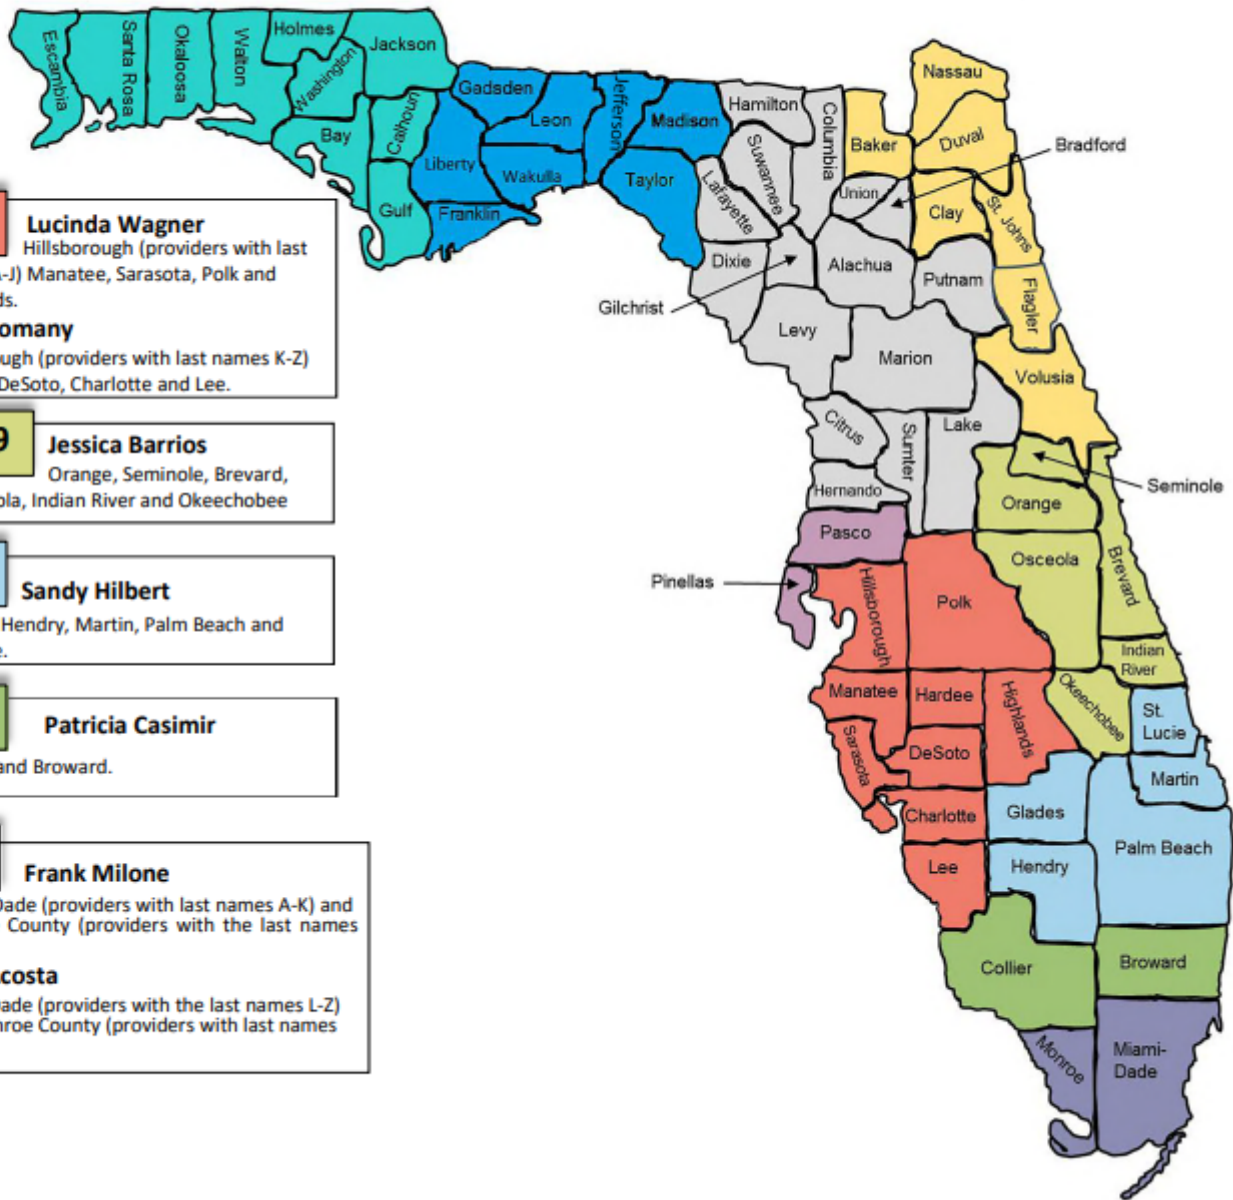 Escambia
Santa Rosa
Okaloosa
Walton
Holmes
Washington
Jackson
Bay
Calhoun
Gulf
Gadsden
Liberty
Franklin
Leon
Wakulla
Jefferson
Madison
Taylor
Hamilton
Suwannee
Lafayette
Columbia
Baker
Nassau
Duval
Bradford
Union
Clay
St. Johns
Dixie
Gilchrist
Alachua
Putnam
Flagler
Levy
Marion
Volusia
Citrus
Sumter
Lake
Hernando
Seminole
Orange
Pasco
Pinellas
Hillsborough
Polk
Osceola
Brevard
Indian
River
Manatee
Hardee
Highlands
Okeechobee
St.
Lucie
Sarasota
DeSoto
Martin
Charlotte
Glades
Palm Beach
Lee
Hendry
Collier
Broward
Monroe
Miami-
Dade
Lucinda Wagner
Hillsborough (providers with last
A-J) Manatee, Sarasota, Polk and
ds.
omany
ugh (providers with last names K-Z)
DeSoto, Charlotte and Lee.
9
Jessica Barrios
Orange, Seminole, Brevard,
ola, Indian River and Okeechobee
Sandy Hilbert
Hendry, Martin, Palm Beach and
e.
Patricia Casimir
and Broward.
Frank Milone
Dade (providers with last names A-K) and
County (providers with the last names
costa
ade (providers with the last names L-Z)
nroe County (providers with last names